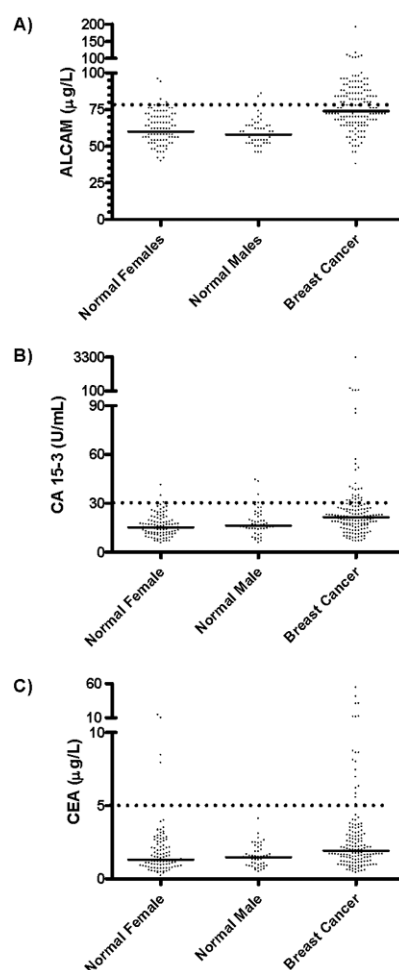 A)
200
150
100
100
75
50
25
0
ALCAM (μg/L)
Normal Females
Normal Males
Breast Cancer
B)
3300
100
90
60
30
0
CA 15-3 (U/mL)
Normal Female
Normal Male
Breast Cancer
C)
60
10
10
5
0
CEA (μg/L)
Normal Female
Normal Male
Breast Cancer